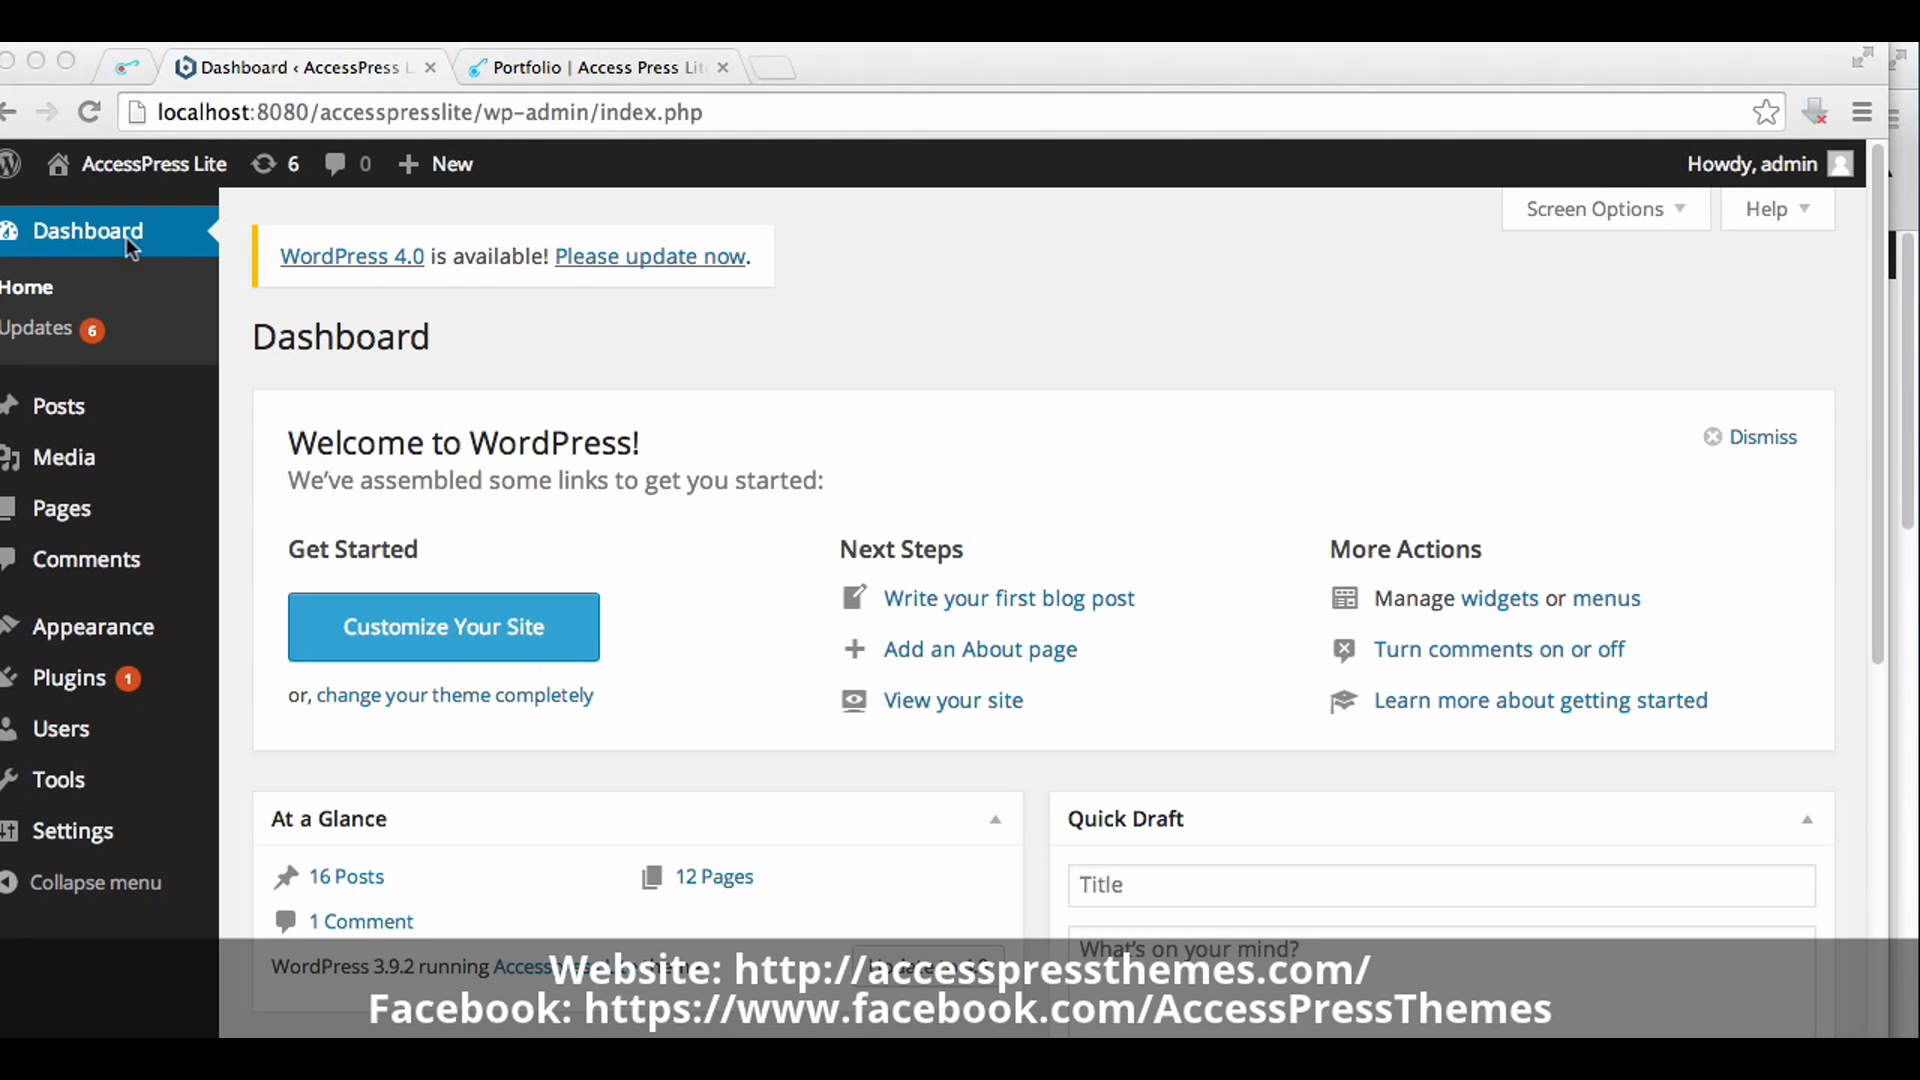 Dashboard ‹ AccessPress L
Portfolio | Access Press Lit
localhost:8080/accesspresslite/wp-admin/index.php
AccessPress Lite
6
0
New
Howdy, admin
Screen Options
Help
Dashboard
Home
Updates 6
Posts
Media
Pages
Comments
Appearance
Plugins 1
Users
Tools
Settings
Collapse menu
WordPress 4.0 is available! Please update now.
Dashboard
Welcome to WordPress!
We've assembled some links to get you started:
Dismiss
Get Started
Customize Your Site
or, change your theme completely
Next Steps
Write your first blog post
Add an About page
View your site
More Actions
Manage widgets or menus
Turn comments on or off
Learn more about getting started
At a Glance
16 Posts
12 Pages
1 Comment
WordPress 3.9.2 running
Quick Draft
Title
What's on your mind?
Website: http://accesspressthemes.com/
Facebook: https://www.facebook.com/AccessPressThemes